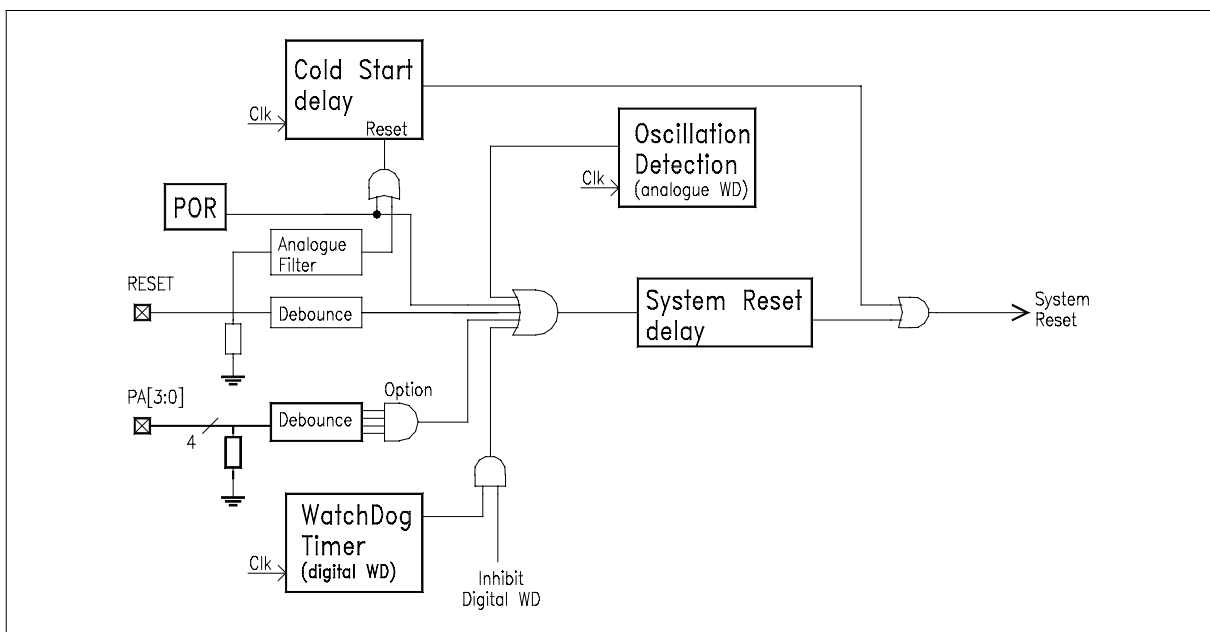 Cold Start
delay
Clk
Reset
Oscillation
Detection
(analogue WD)
Clk
POR
Analogue
Filter
RESET
Debounce
System Reset
delay
System
Reset
PA[3:0]
4
Debounce
Option
WatchDog
Timer
(digital WD)
Clk
Inhibit
Digital WD